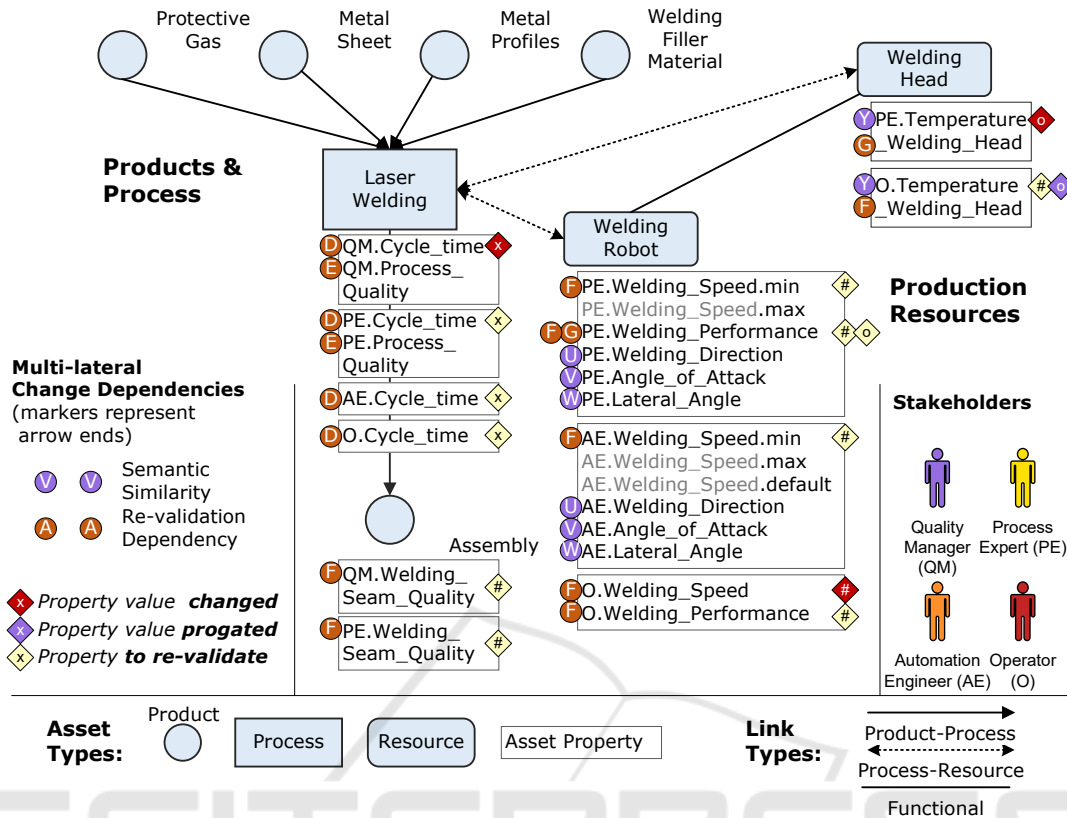 Protective
Gas
Metal
Sheet
Metal
Profiles
Welding
Filler
Material
Welding
Head
Y PE.Temperature o
G _Welding_Head
Y O.Temperature # o
F _Welding_Head
Products &
Process
Laser
Welding
Welding
Robot
D QM.Cycle_time x
E QM.Process_
Quality
D PE.Cycle_time x
E PE.Process_
Quality
D AE.Cycle_time x
D O.Cycle_time x
F PE.Welding_Speed.min #
PE.Welding_Speed.max
F G PE.Welding_Performance # o
U PE.Welding_Direction
V PE.Angle_of_Attack
W PE.Lateral_Angle
Production
Resources
F AE.Welding_Speed.min #
AE.Welding_Speed.max
AE.Welding_Speed.default
U AE.Welding_Direction
V AE.Angle_of_Attack
W AE.Lateral_Angle
F O.Welding_Speed #
F O.Welding_Performance #
Assembly
F QM.Welding_
Seam_Quality #
F PE.Welding_
Seam_Quality #
Multi-lateral
Change Dependencies
(markers represent
arrow ends)
V V Semantic
Similarity
A A Re-validation
Dependency
x Property value changed
x Property value progated
x Property to re-validate
Stakeholders
Quality
Manager
(QM)
Process
Expert (PE)
Automation
Engineer (AE)
Operator
(O)
Asset
Types:
Product
Process
Resource
Asset Property
Link
Types:
Product-Process
Process-Resource
Functional